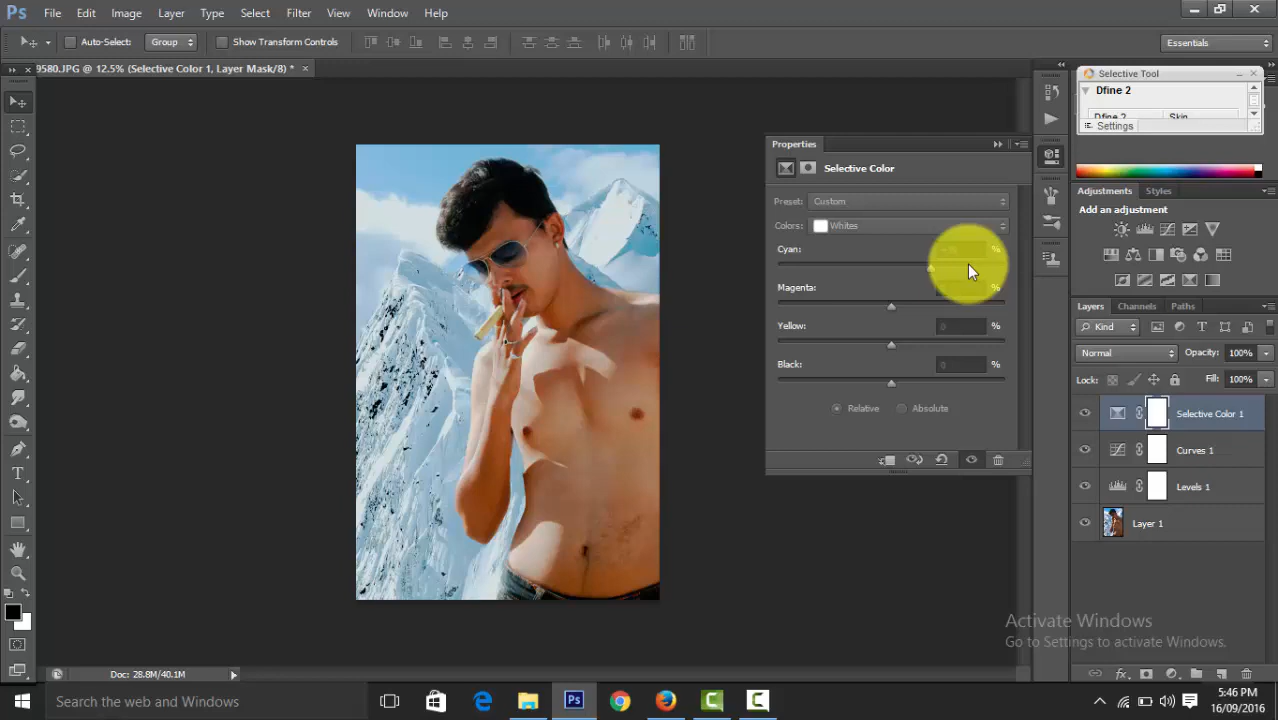 Ps File Edit Image Layer Type Select Filter View Window Help
Auto-Select: Group Show Transform Controls Essentials
9580.JPG @ 12.5% (Selective Color 1, Layer Mask/8) * ×
Selective Tool
Dfine 2
Dfine 2 Skin
Settings
Properties
Selective Color
Preset: Custom
Colors: Whites
Cyan: %
Magenta: %
Yellow: 0 %
Black: 0 %
Relative Absolute
Adjustments Styles
Add an adjustment
Layers Channels Paths
Kind
Normal Opacity: 100%
Lock: Fill: 100%
Selective Color 1
Curves 1
Levels 1
Layer 1
Activate Windows
Go to Settings to activate Windows.
Doc: 28.8M/40.1M
Search the web and Windows
Ps
5:46 PM
16/09/2016